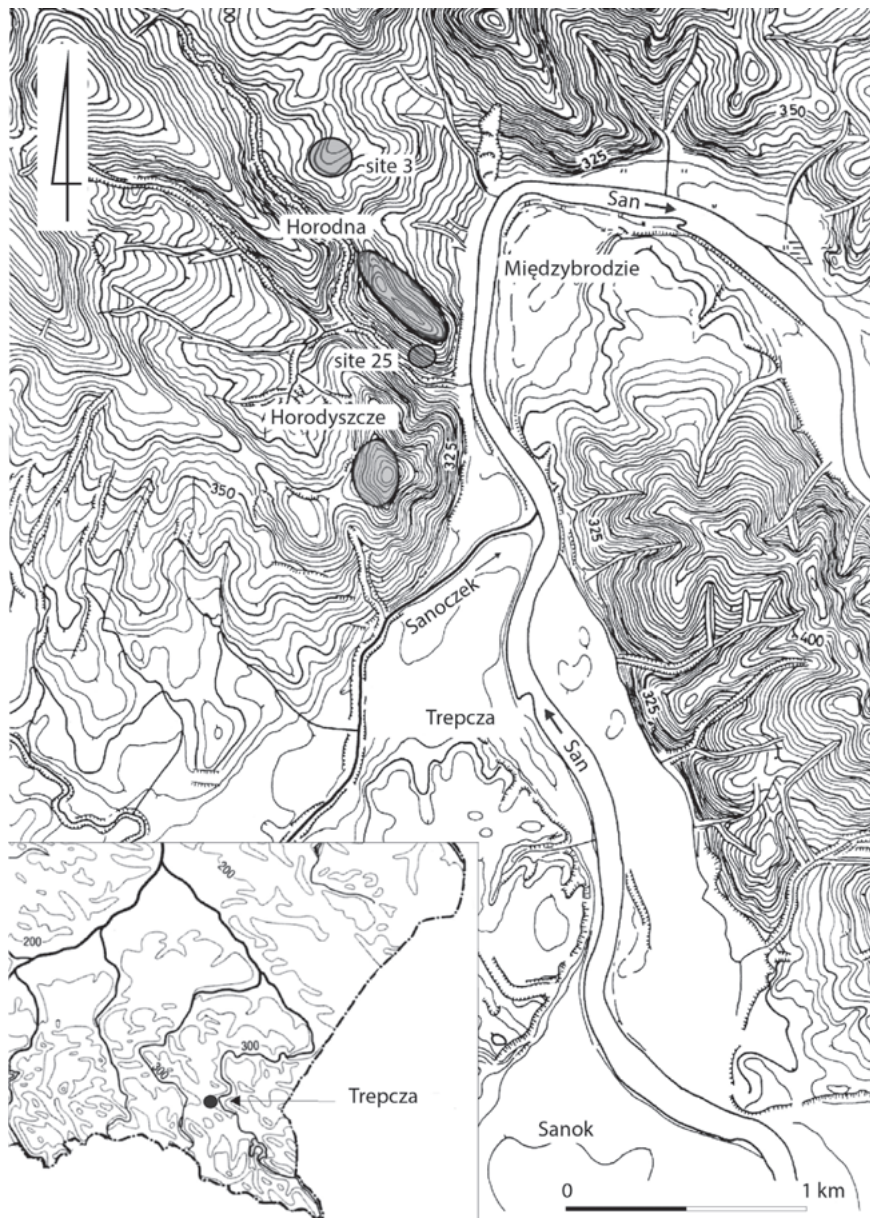 350
325
site 3
San
Horodna
Międzybrodzie
site 25
Horodyszcze
325
350
325
Sanoczek
400
325
Trepcza
San
200
200
300
300
Trepcza
Sanok
0
1 km